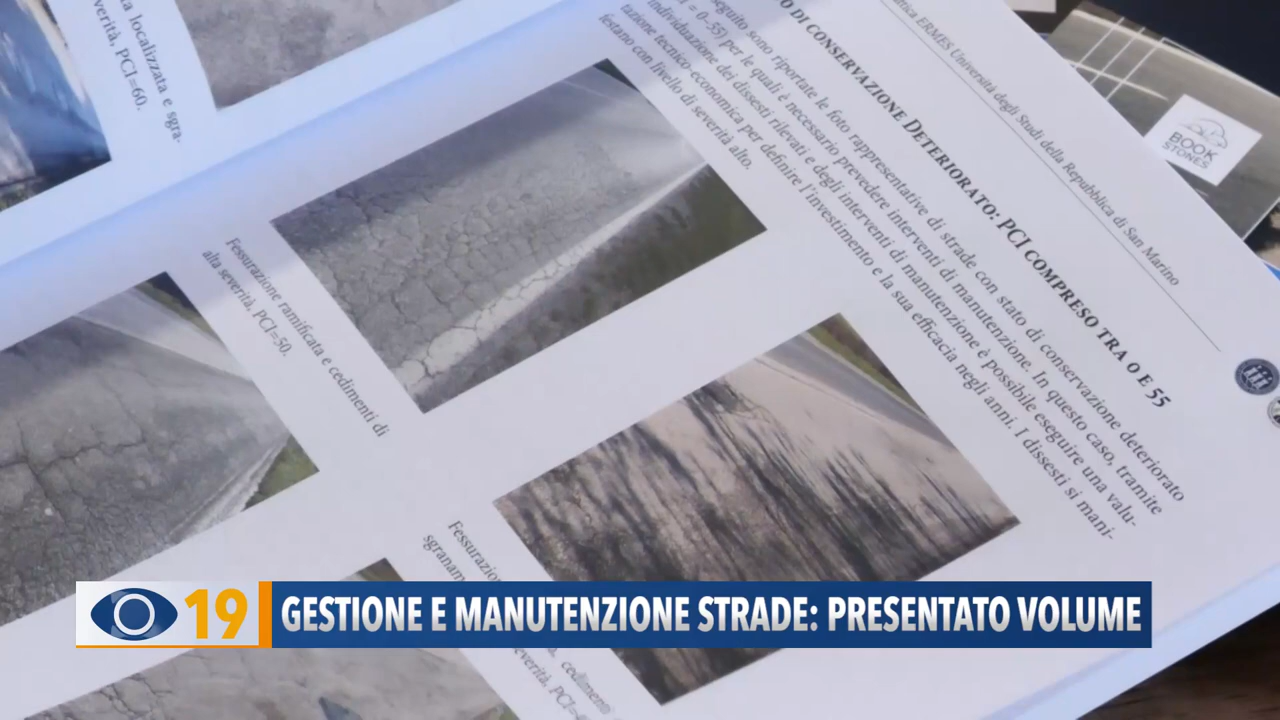 ERMES Università degli Studi della Repubblica di San Marino
DI CONSERVAZIONE DETERIORATO: PCI COMPRESO TRA 0 E 55
sono riportate le foto rappresentative di strade con stato di conservazione deteriorato
= 0-55] per le quali è necessario prevedere interventi di manutenzione. In questo caso, tramite
individuazione dei dissesti rilevati e degli interventi di manutenzione è possibile eseguire una valu-
tazione tecnico-economica per definire l'investimento e la sua efficacia negli anni. I dissesti si mani-
festano con livello di severità alto.
localizzata e sgra-
verità, PCI=60.
Fessurazione ramificata e cedimenti di
alta severità, PCI=50.
Fessurazio
sgranam
cedimen
everità, PCI=
BOOK
STONES
19
GESTIONE E MANUTENZIONE STRADE: PRESENTATO VOLUME